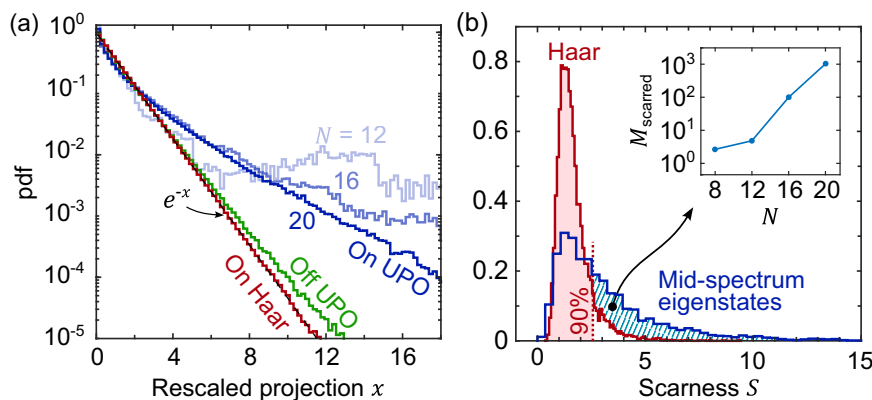 (a)
pdf
10^0
10^-1
10^-2
10^-3
10^-4
10^-5
N = 12
16
20
e^-x
On Haar
Off UPO
On UPO
0
4
8
12
16
Rescaled projection x
(b)
0.8
0.6
0.4
0.2
0
Haar
90%
Mid-spectrum
eigenstates
M_scarred
10^3
10^2
10^1
10^0
8
12
16
20
N
0
5
10
15
Scarness S